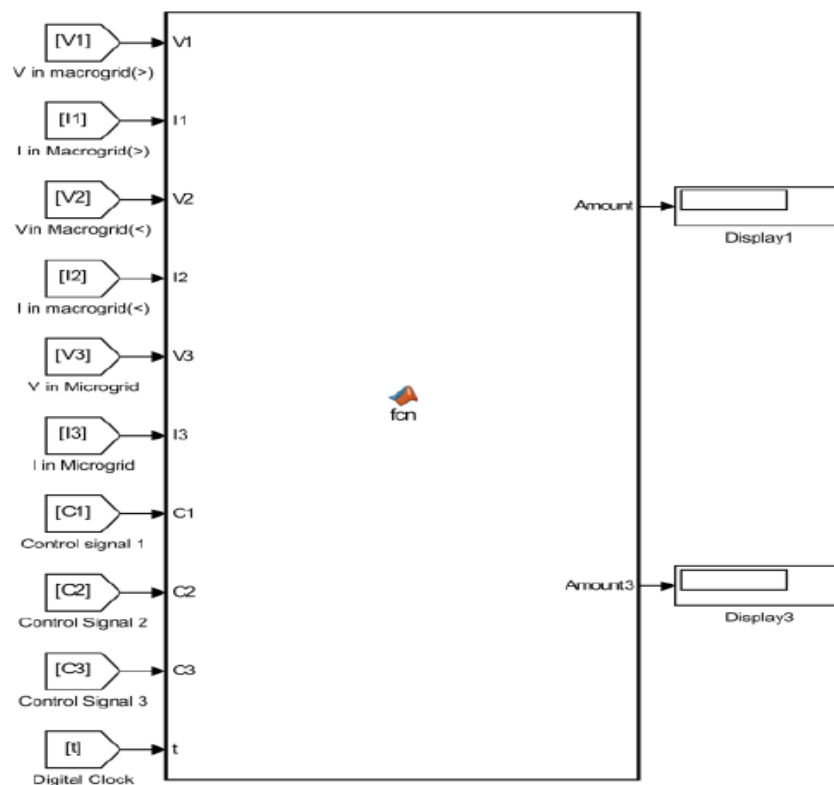 [V1]
V1
V in macrogrid(>)
[I1]
I1
I in Macrogrid(>)
[V2]
V2
Vin Macrogrid(<)
[I2]
I2
I in macrogrid(<)
[V3]
V3
V in Microgrid
[I3]
I3
I in Microgrid
[C1]
C1
Control signal 1
[C2]
C2
Control Signal 2
[C3]
C3
Control Signal 3
[t]
t
Digital Clock
fcn
Amount
Display1
Amount3
Display3